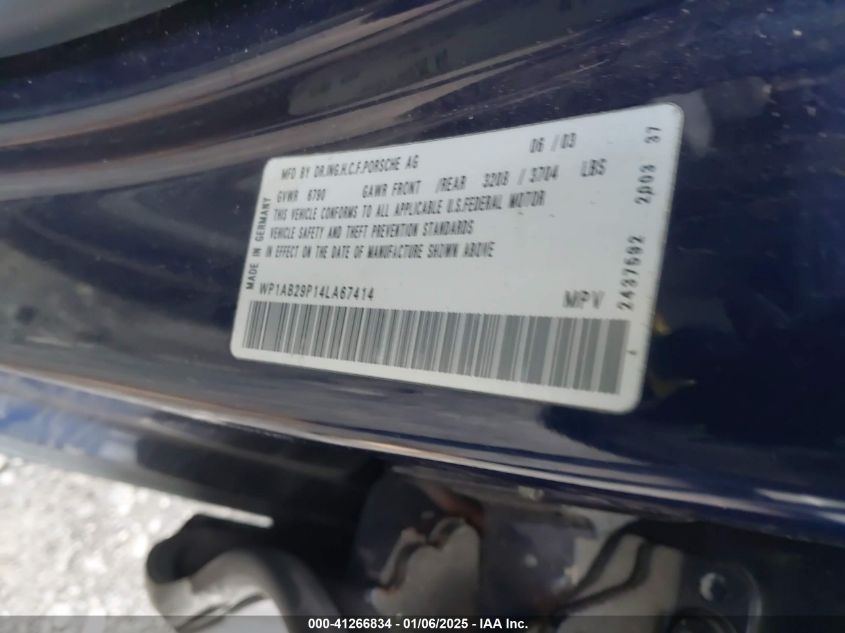 MFD BY DR.ING.H.C.F.PORSCHE AG 06 / 03
GVWR 6790 GAWR FRONT /REAR 3208 // 3704 LBS
THIS VEHICLE CONFORMS TO ALL APPLICABLE U.S.FEDERAL MOTOR
VEHICLE SAFETY AND THEFT PREVENTION STANDARDS
IN EFFECT ON THE DATE OF MANUFACTURE SHOWN ABOVE
WP1AB29P14LA67414 MPV
MADE IN GERMANY
2437592 2003 37
000-41266834 - 01/06/2025 - IAA Inc.